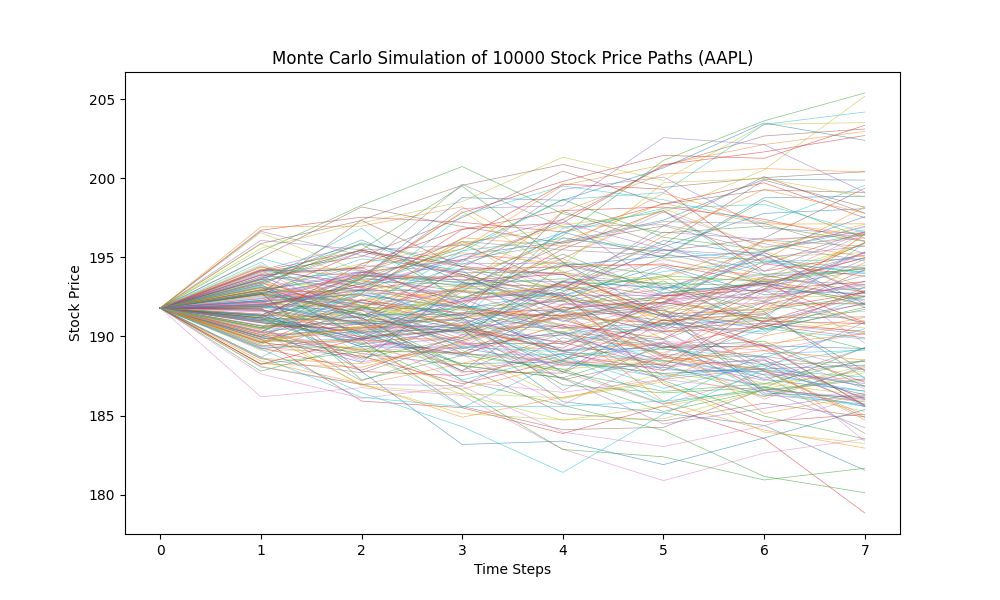 Monte Carlo Simulation of 10000 Stock Price Paths (AAPL)
205
200
195
190
185
180
Stock Price
0 1 2 3 4 5 6 7
Time Steps